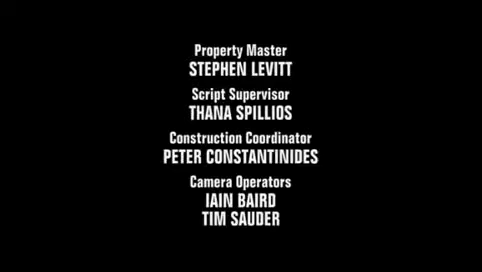 Property Master
STEPHEN LEVITT
Script Supervisor
THANA SPILLIOS
Construction Coordinator
PETER CONSTANTINIDES
Camera Operators
IAIN BAIRD
TIM SAUDER